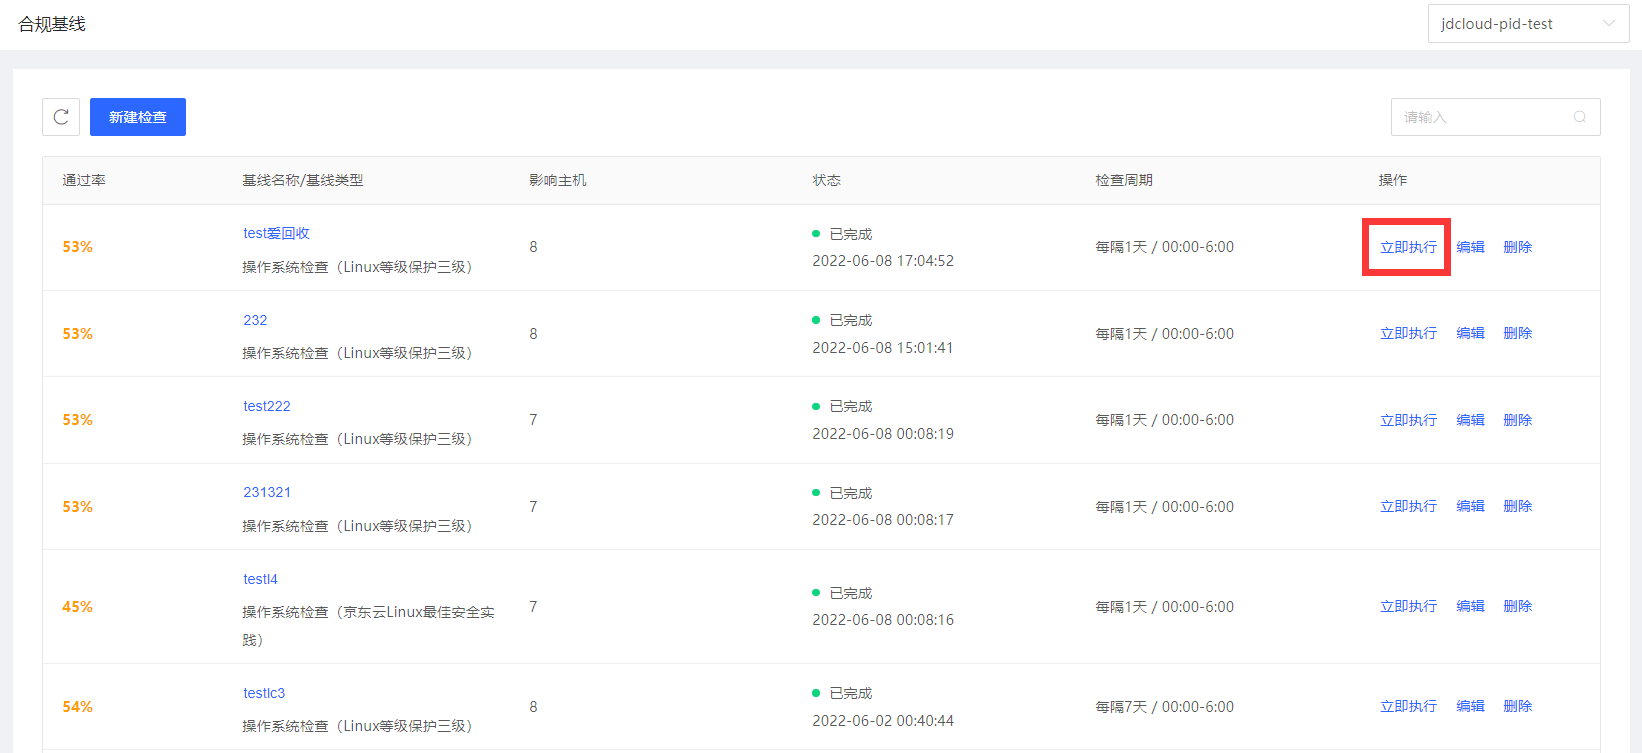 合规基线
jdcloud-pid-test
新建检查
请输入
通过率 基线名称/基线类型 影响主机 状态 检查周期 操作
test爱回收
操作系统检查（Linux等级保护三级）
53%
8
已完成
2022-06-08 17:04:52
每隔1天 / 00:00-6:00
立即执行 编辑 删除
232
操作系统检查（Linux等级保护三级）
53%
8
已完成
2022-06-08 15:01:41
每隔1天 / 00:00-6:00
立即执行 编辑 删除
test222
操作系统检查（Linux等级保护三级）
53%
7
已完成
2022-06-08 00:08:19
每隔1天 / 00:00-6:00
立即执行 编辑 删除
231321
操作系统检查（Linux等级保护三级）
53%
7
已完成
2022-06-08 00:08:17
每隔1天 / 00:00-6:00
立即执行 编辑 删除
testl4
操作系统检查（京东云Linux最佳安全实
践）
45%
7
已完成
2022-06-08 00:08:16
每隔1天 / 00:00-6:00
立即执行 编辑 删除
testlc3
操作系统检查（Linux等级保护三级）
54%
8
已完成
2022-06-02 00:40:44
每隔7天 / 00:00-6:00
立即执行 编辑 删除